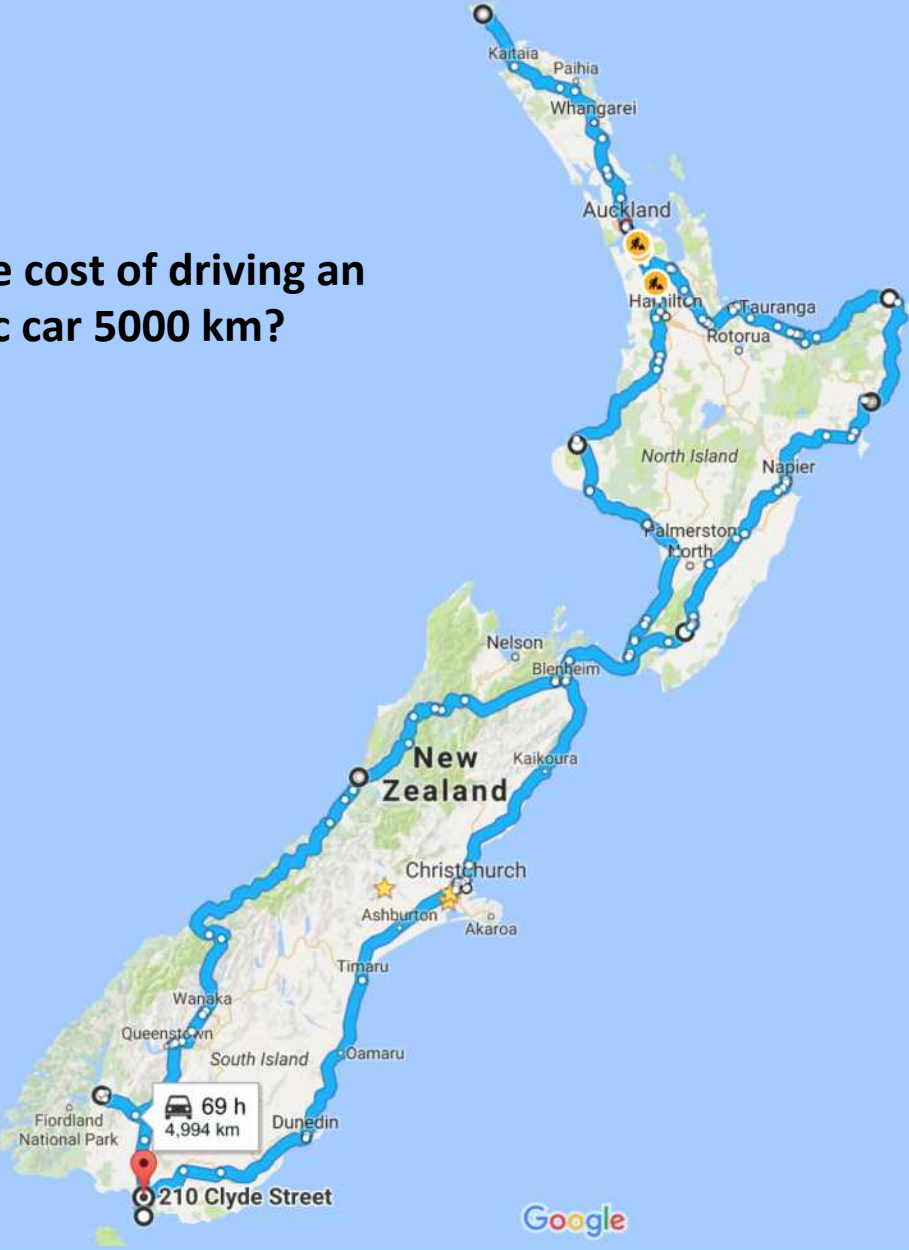 Kaitaia
Paihia
Whangarei
Auckland
e cost of driving an
c car 5000 km?
Hamilton
Tauranga
Rotorua
North Island
Napier
Palmerston
North
Nelson
Blenheim
New
Zealand
Kaikoura
Christchurch
Ashburton
Akaroa
Timaru
Wanaka
Queenstown
South Island
Oamaru
69 h
4,994 km
Dunedin
Fiordland
National Park
210 Clyde Street
Google